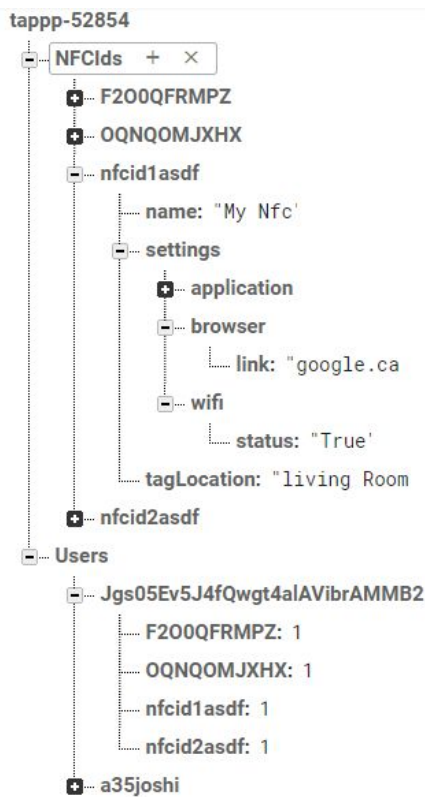 tappp-52854
NFCIds + ×
F2O0QFRMPZ
OQNQOMJXHX
nfcid1asdf
name: "My Nfc'
settings
application
browser
link: "google.ca
wifi
status: "True'
tagLocation: "living Room
nfcid2asdf
Users
Jgs05Ev5J4fQwgt4alAVibrAMMB2
F2O0QFRMPZ: 1
OQNQOMJXHX: 1
nfcid1asdf: 1
nfcid2asdf: 1
a35joshi